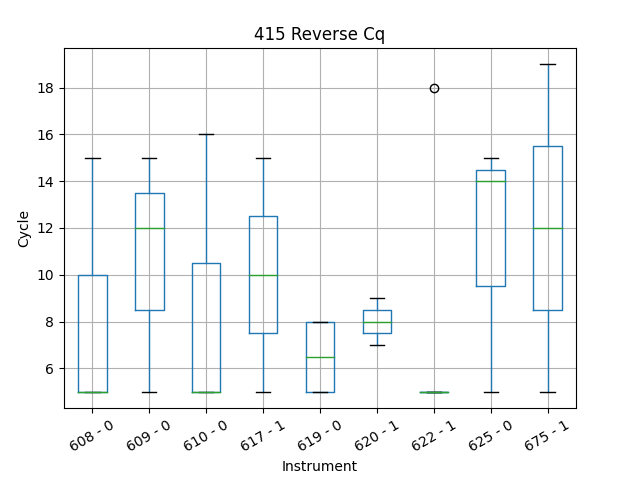 415 Reverse Cq
18
16
14
12
10
8
6
Cycle
608 - 0
609 - 0
610 - 0
617 - 1
619 - 0
620 - 1
622 - 1
625 - 0
675 - 1
Instrument